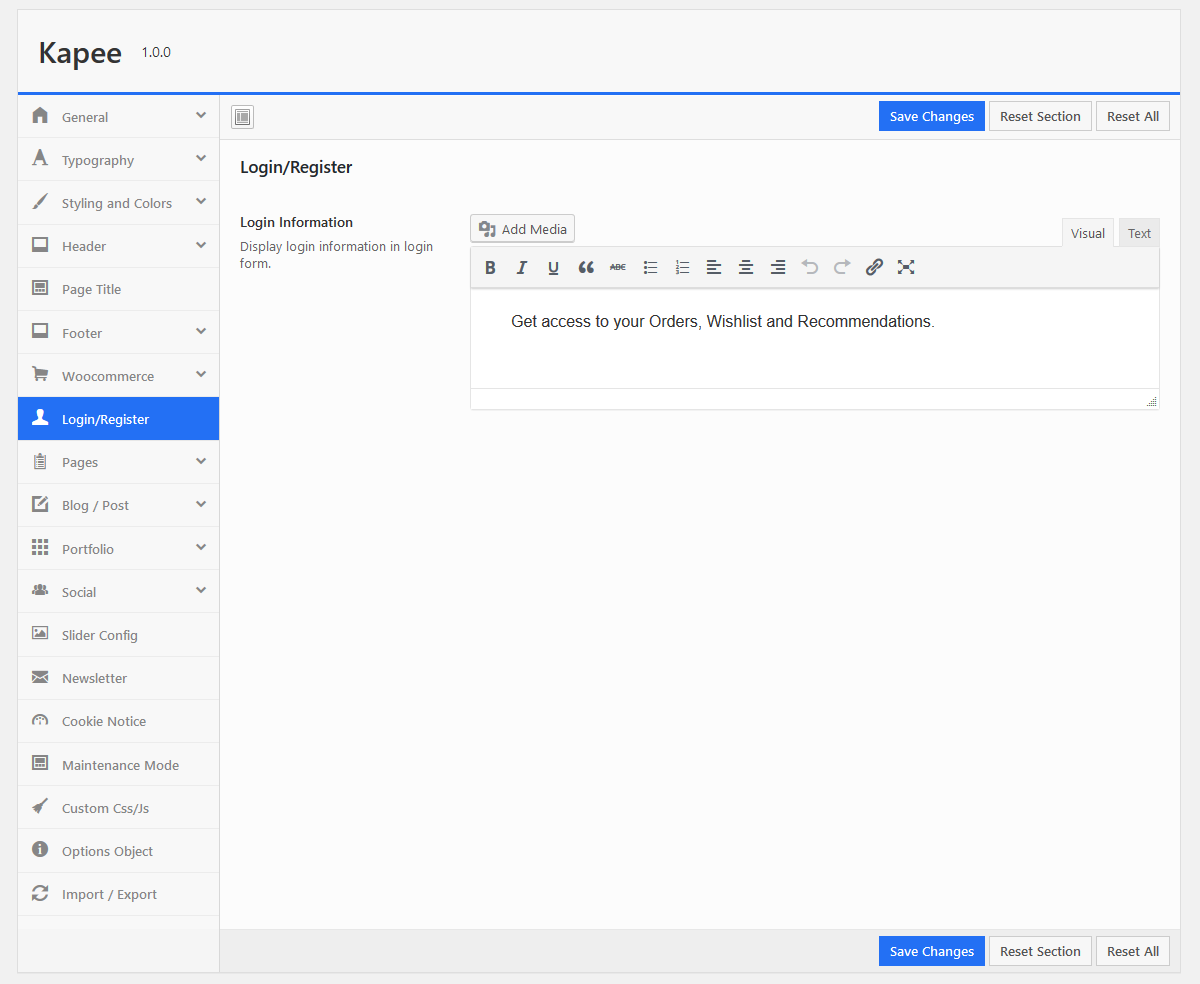 Kapee 1.0.0
General
Typography
Styling and Colors
Header
Page Title
Footer
Woocommerce
Login/Register
Pages
Blog / Post
Portfolio
Social
Slider Config
Newsletter
Cookie Notice
Maintenance Mode
Custom Css/Js
Options Object
Import / Export
Save Changes Reset Section Reset All
Login/Register
Login Information
Display login information in login
form.
Add Media
Visual Text
B I U ABC
Get access to your Orders, Wishlist and Recommendations.
Save Changes Reset Section Reset All